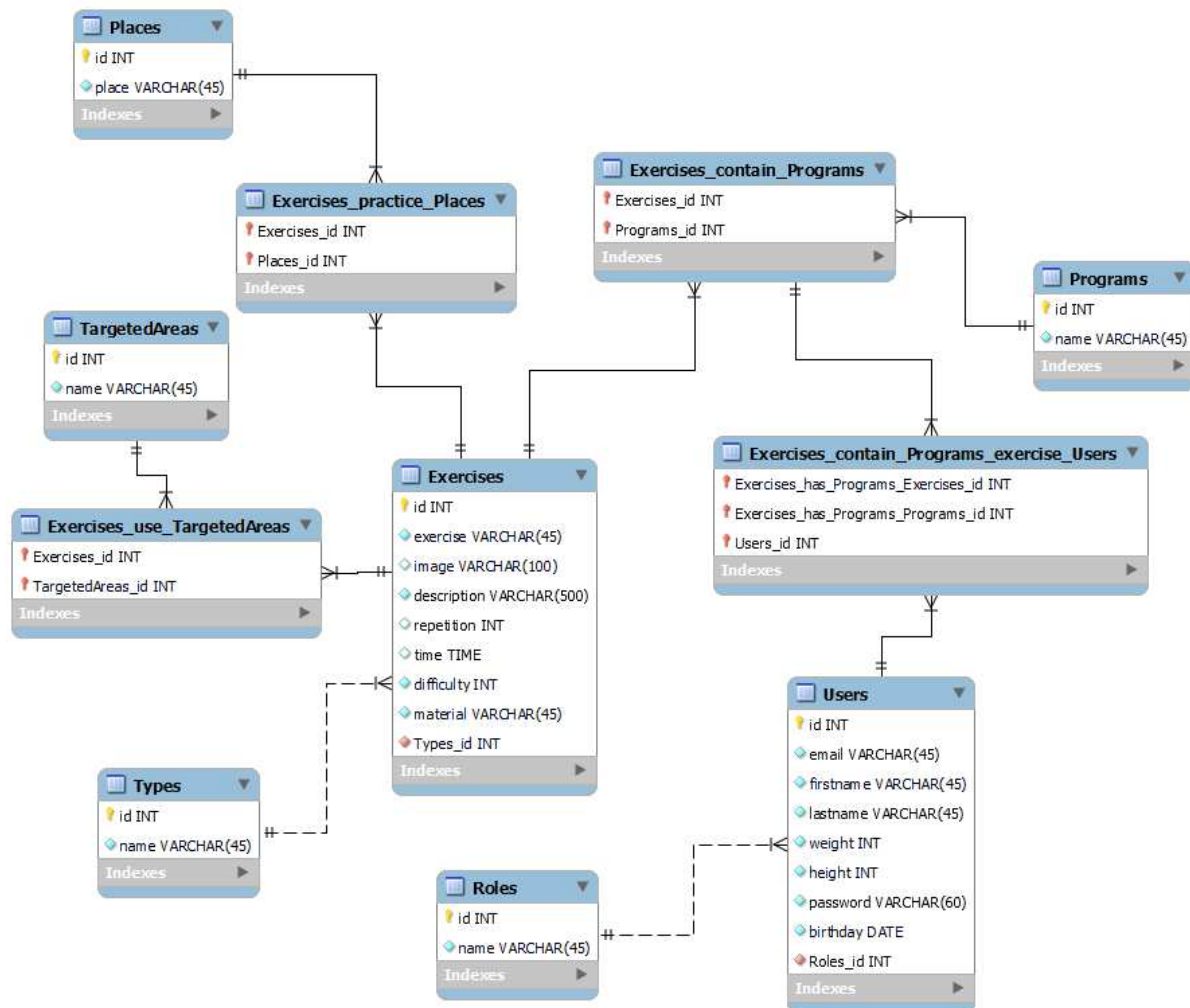 Places
id INT
place VARCHAR(45)
Indexes
Exercises_practice_Places
Exercises_id INT
Places_id INT
Indexes
Exercises_contain_Programs
Exercises_id INT
Programs_id INT
Indexes
Programs
id INT
name VARCHAR(45)
Indexes
TargetedAreas
id INT
name VARCHAR(45)
Indexes
Exercises_use_TargetedAreas
Exercises_id INT
TargetedAreas_id INT
Indexes
Exercises
id INT
exercise VARCHAR(45)
image VARCHAR(100)
description VARCHAR(500)
repetition INT
time TIME
difficulty INT
material VARCHAR(45)
Types_id INT
Indexes
Exercises_contain_Programs_exercise_Users
Exercises_has_Programs_Exercises_id INT
Exercises_has_Programs_Programs_id INT
Users_id INT
Indexes
Types
id INT
name VARCHAR(45)
Indexes
Roles
id INT
name VARCHAR(45)
Indexes
Users
id INT
email VARCHAR(45)
firstname VARCHAR(45)
lastname VARCHAR(45)
weight INT
height INT
password VARCHAR(60)
birthday DATE
Roles_id INT
Indexes